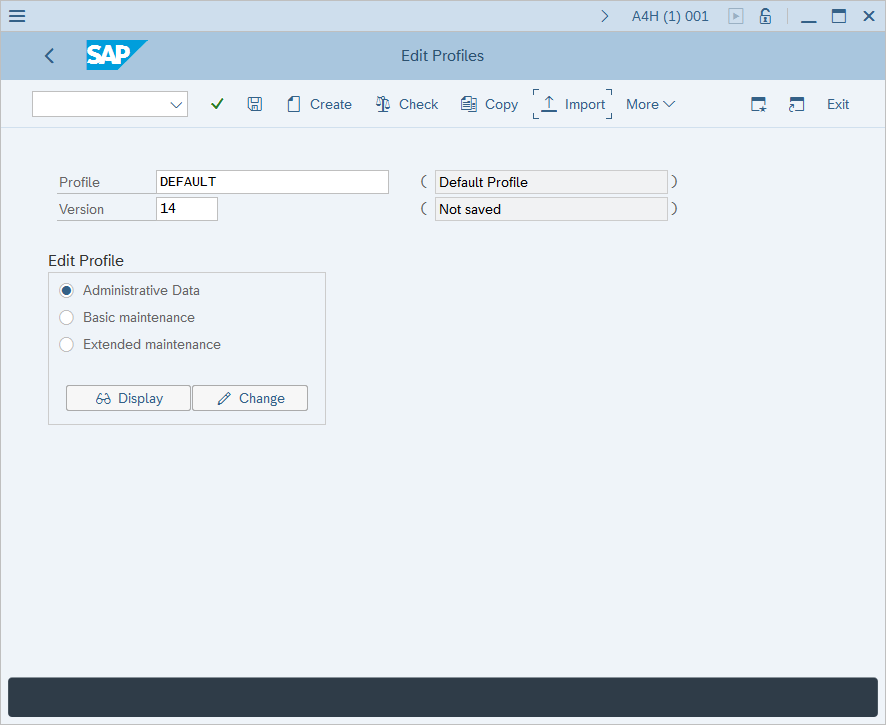 A4H (1) 001
SAP
Edit Profiles
Create Check Copy Import More Exit
Profile DEFAULT ( Default Profile )
Version 14 ( Not saved )
Edit Profile
Administrative Data
Basic maintenance
Extended maintenance
Display Change